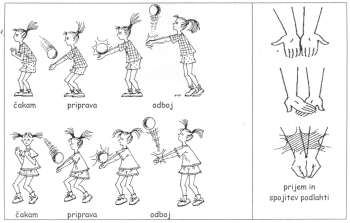 čakam priprava odboj
čakam priprava odboj
prijem in
spojitev podlahti